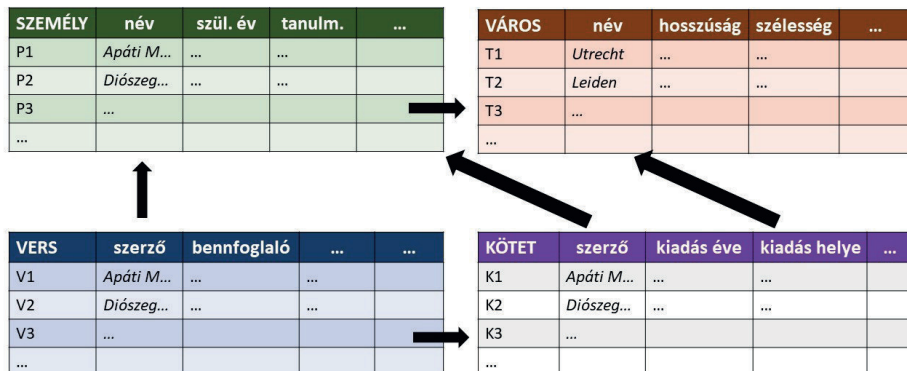 SZEMÉLY név szül. év tanulm. ...
P1 Apáti M... ... ...
P2 Diószeg... ... ...
P3 ...
...
VÁROS név hosszúság szélesség ...
T1 Utrecht ... ...
T2 Leiden ... ...
T3 ...
...
VERS szerző bennfoglaló ... ...
V1 Apáti M... ... ...
V2 Diószeg... ... ...
V3 ...
...
KÖTET szerző kiadás éve kiadás helye ...
K1 Apáti M... ... ...
K2 Diószeg... ... ...
K3 ...
...